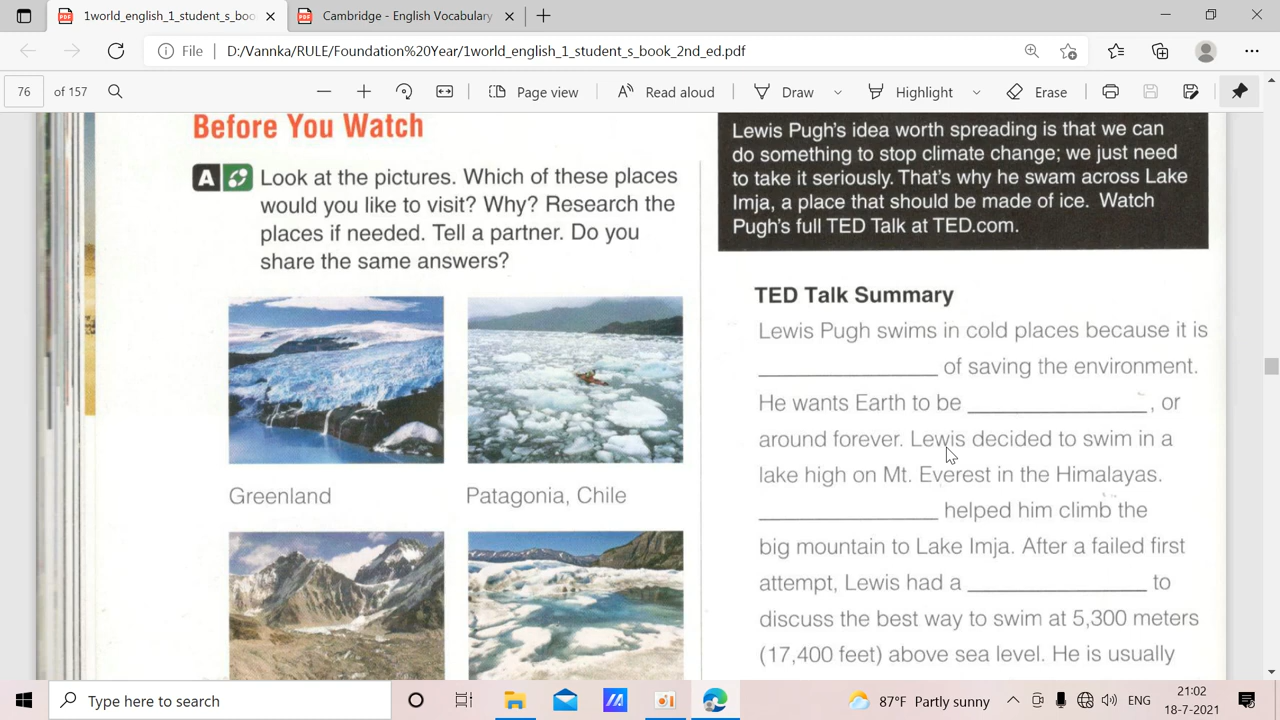 1world_english_1_student_s_boo
Cambridge - English Vocabulary
File
D:/Vannka/RULE/Foundation%20Year/1world_english_1_student_s_book_2nd_ed.pdf
76
of 157
Page view
Read aloud
Draw
Highlight
Erase
Before You Watch
A Look at the pictures. Which of these places
would you like to visit? Why? Research the
places if needed. Tell a partner. Do you
share the same answers?
Greenland
Patagonia, Chile
Lewis Pugh's idea worth spreading is that we can
do something to stop climate change; we just need
to take it seriously. That's why he swam across Lake
Imja, a place that should be made of ice. Watch
Pugh's full TED Talk at TED.com.
TED Talk Summary
Lewis Pugh swims in cold places because it is
_______________ of saving the environment.
He wants Earth to be _______________, or
around forever. Lewis decided to swim in a
lake high on Mt. Everest in the Himalayas.
_______________ helped him climb the
big mountain to Lake Imja. After a failed first
attempt, Lewis had a _______________ to
discuss the best way to swim at 5,300 meters
(17,400 feet) above sea level. He is usually
Type here to search
87°F Partly sunny
ENG
21:02
18-7-2021